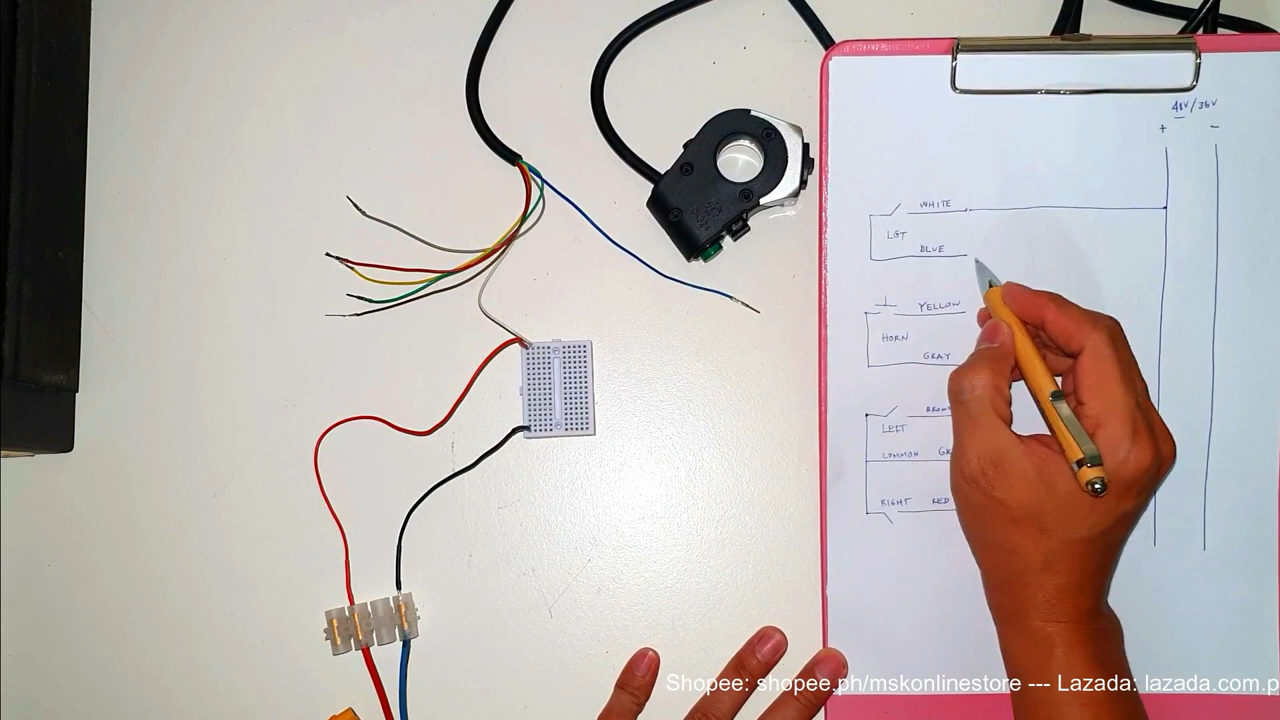 48V/36V
+ -
WHITE
LGT
BLUE
YELLOW
HORN
GRAY
BROWN
LEFT
COMMON
RIGHT RED
Shopee: shopee.ph/mskonlinestore --- Lazada: lazada.com.p